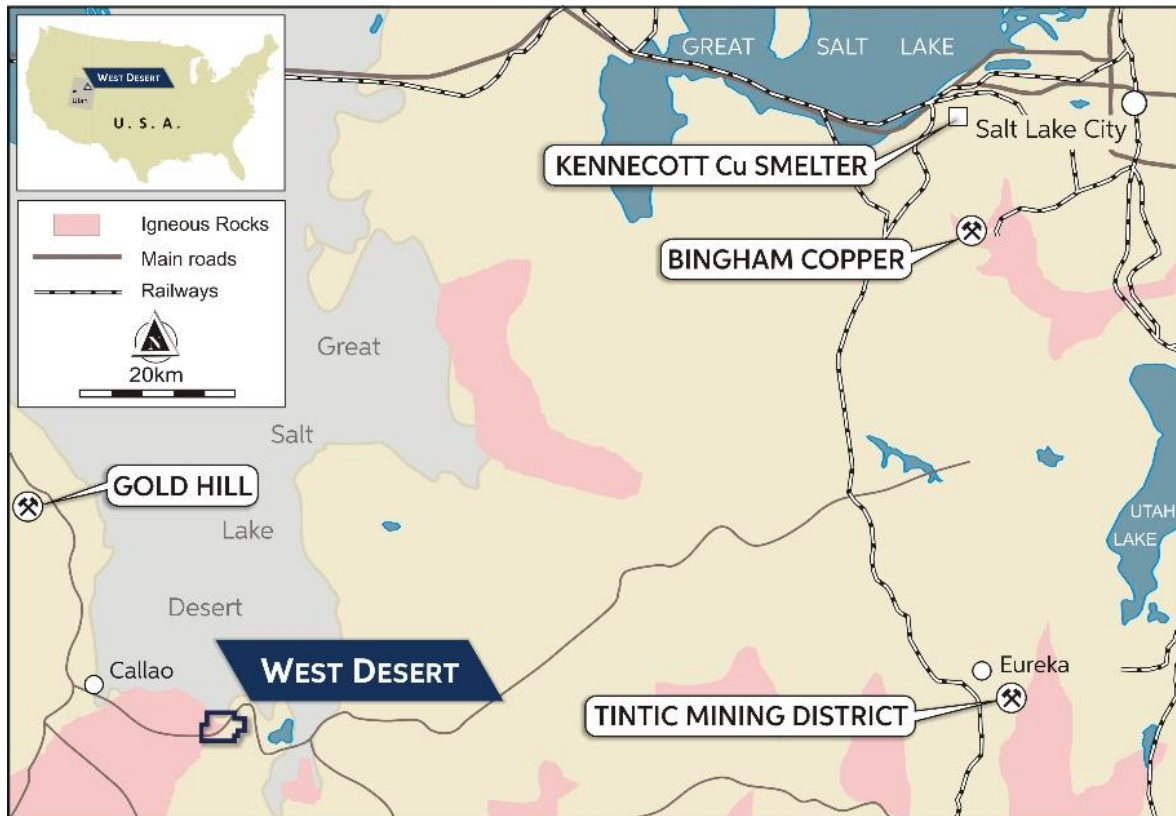 WEST DESERT
Utah
U. S. A.
Igneous Rocks
Main roads
Railways
N
20km
GREAT SALT LAKE
Salt Lake City
KENNECOTT Cu SMELTER
BINGHAM COPPER
Great
Salt
Lake
Desert
GOLD HILL
UTAH
LAKE
Callao
WEST DESERT
Eureka
TINTIC MINING DISTRICT